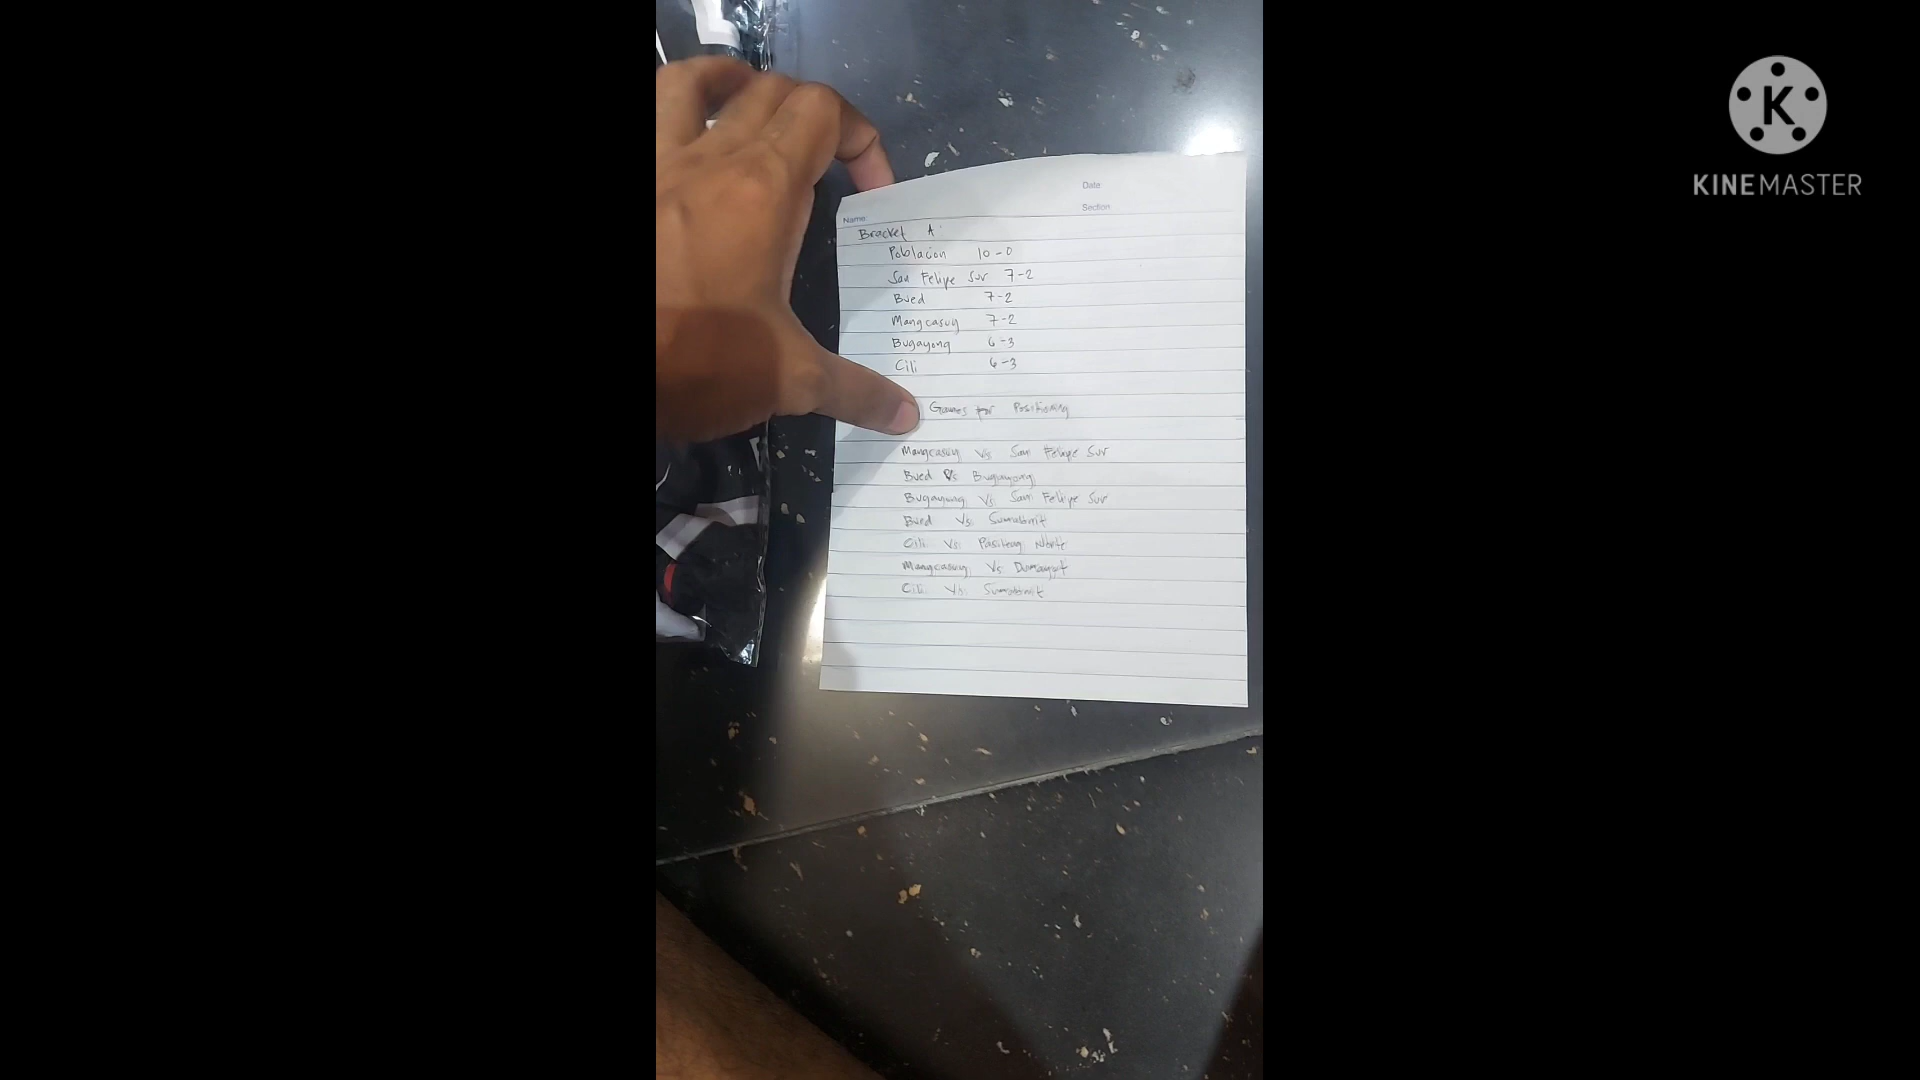 KINEMASTER
Date:
Section
Name:
Bracket A
Poblacion 10-0
San Felipe Sur 7-2
Bued 7-2
Mangcasuy 7-2
Bugayong 6-3
Cili 6-3
Games for Positioning
Mangcasuy Vs San Felipe Sur
Bued Vs Bugayong
Bugayong Vs. San Felipe Sur
Bued Vs. Sumabnit
Cili Vs. Norte
Mangcasuy Vs.
Cili Vs. Sumabnit